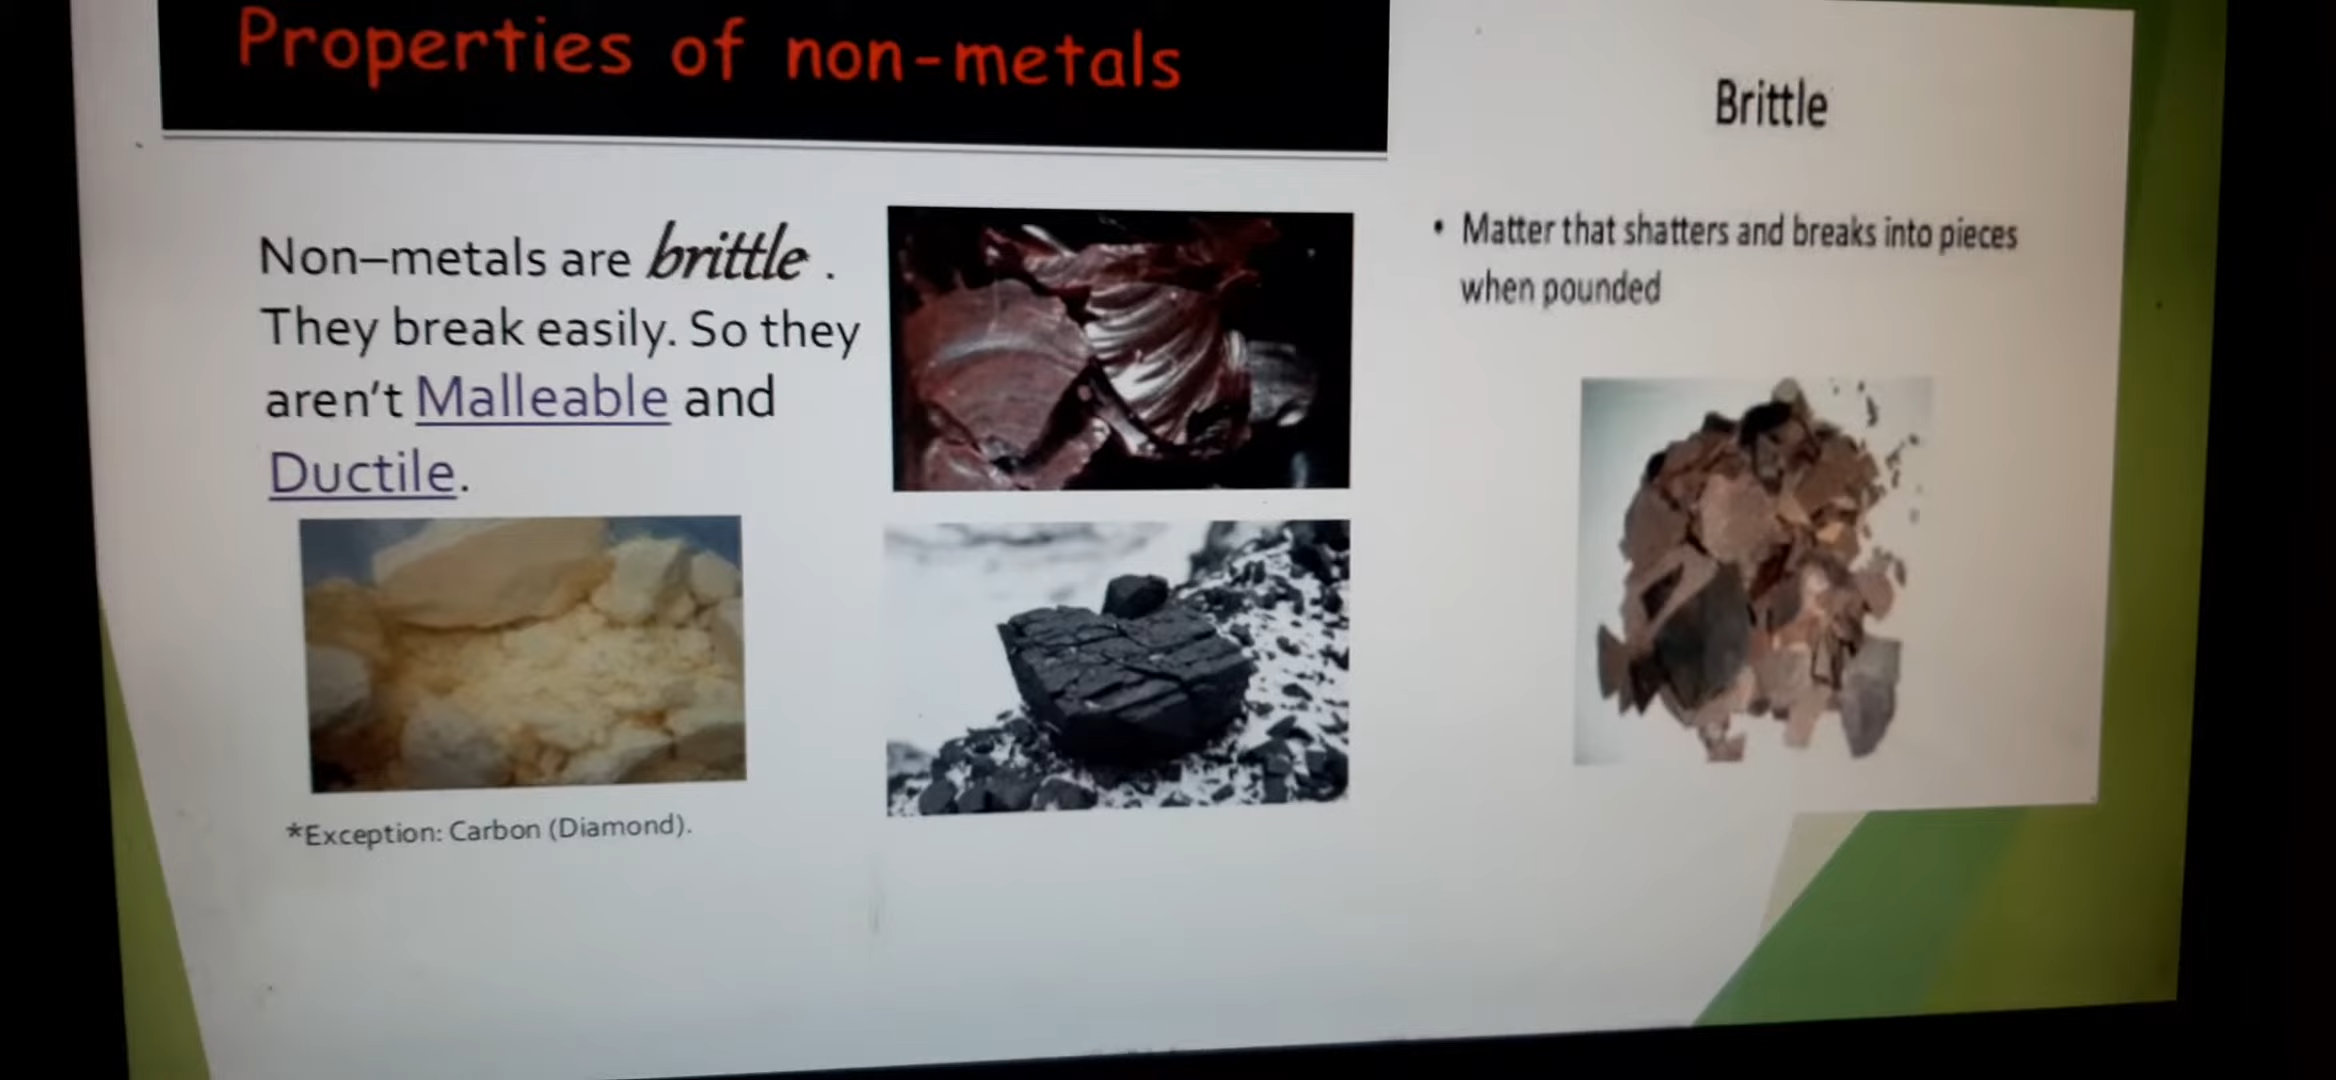 Properties of non-metals
Non–metals are brittle .
They break easily. So they
aren't Malleable and
Ductile.
*Exception: Carbon (Diamond).
Brittle
• Matter that shatters and breaks into pieces
when pounded